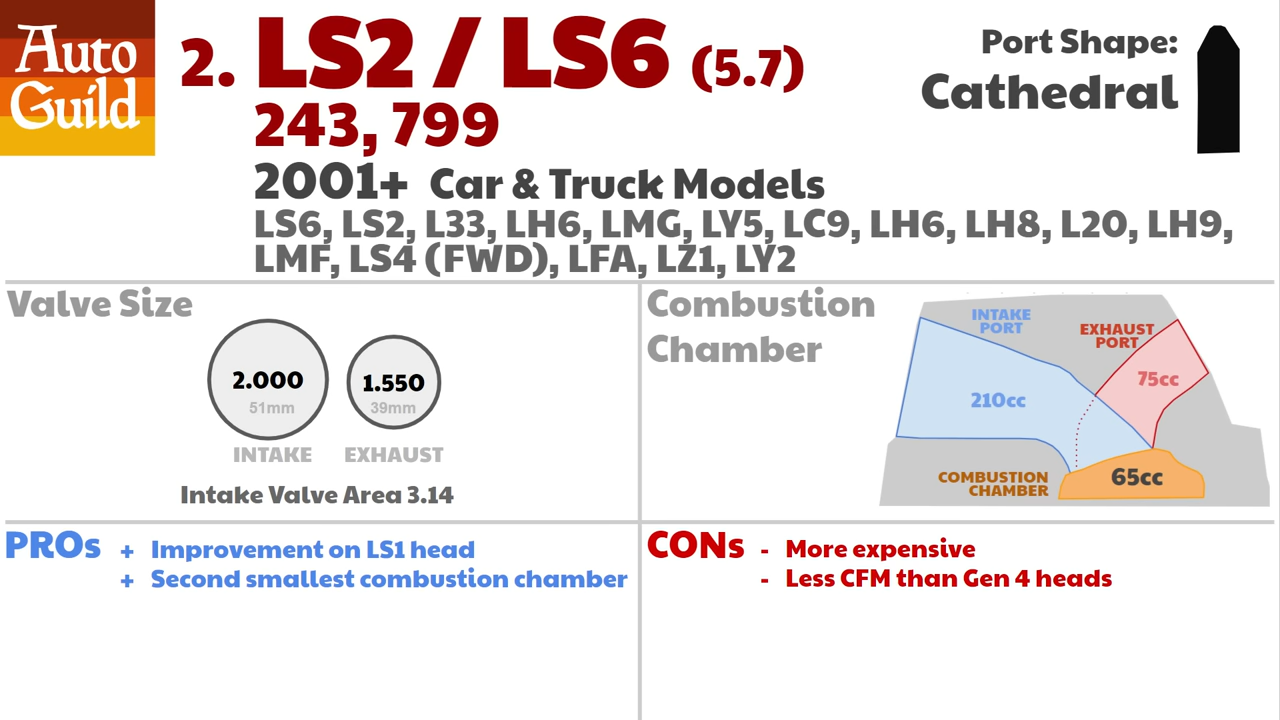 Auto
Guild
2. LS2 / LS6 (5.7)
243, 799
2001+ Car & Truck Models
LS6, LS2, L33, LH6, LMG, LY5, LC9, LH6, LH8, L20, LH9,
LMF, LS4 (FWD), LFA, LZ1, LY2
Port Shape:
Cathedral
Valve Size
2.000
51mm
INTAKE
1.550
39mm
EXHAUST
Intake Valve Area 3.14
Combustion
Chamber
INTAKE
PORT
210cc
EXHAUST
PORT
75cc
COMBUSTION
CHAMBER
65cc
PROs
+ Improvement on LS1 head
+ Second smallest combustion chamber
CONs
- More expensive
- Less CFM than Gen 4 heads